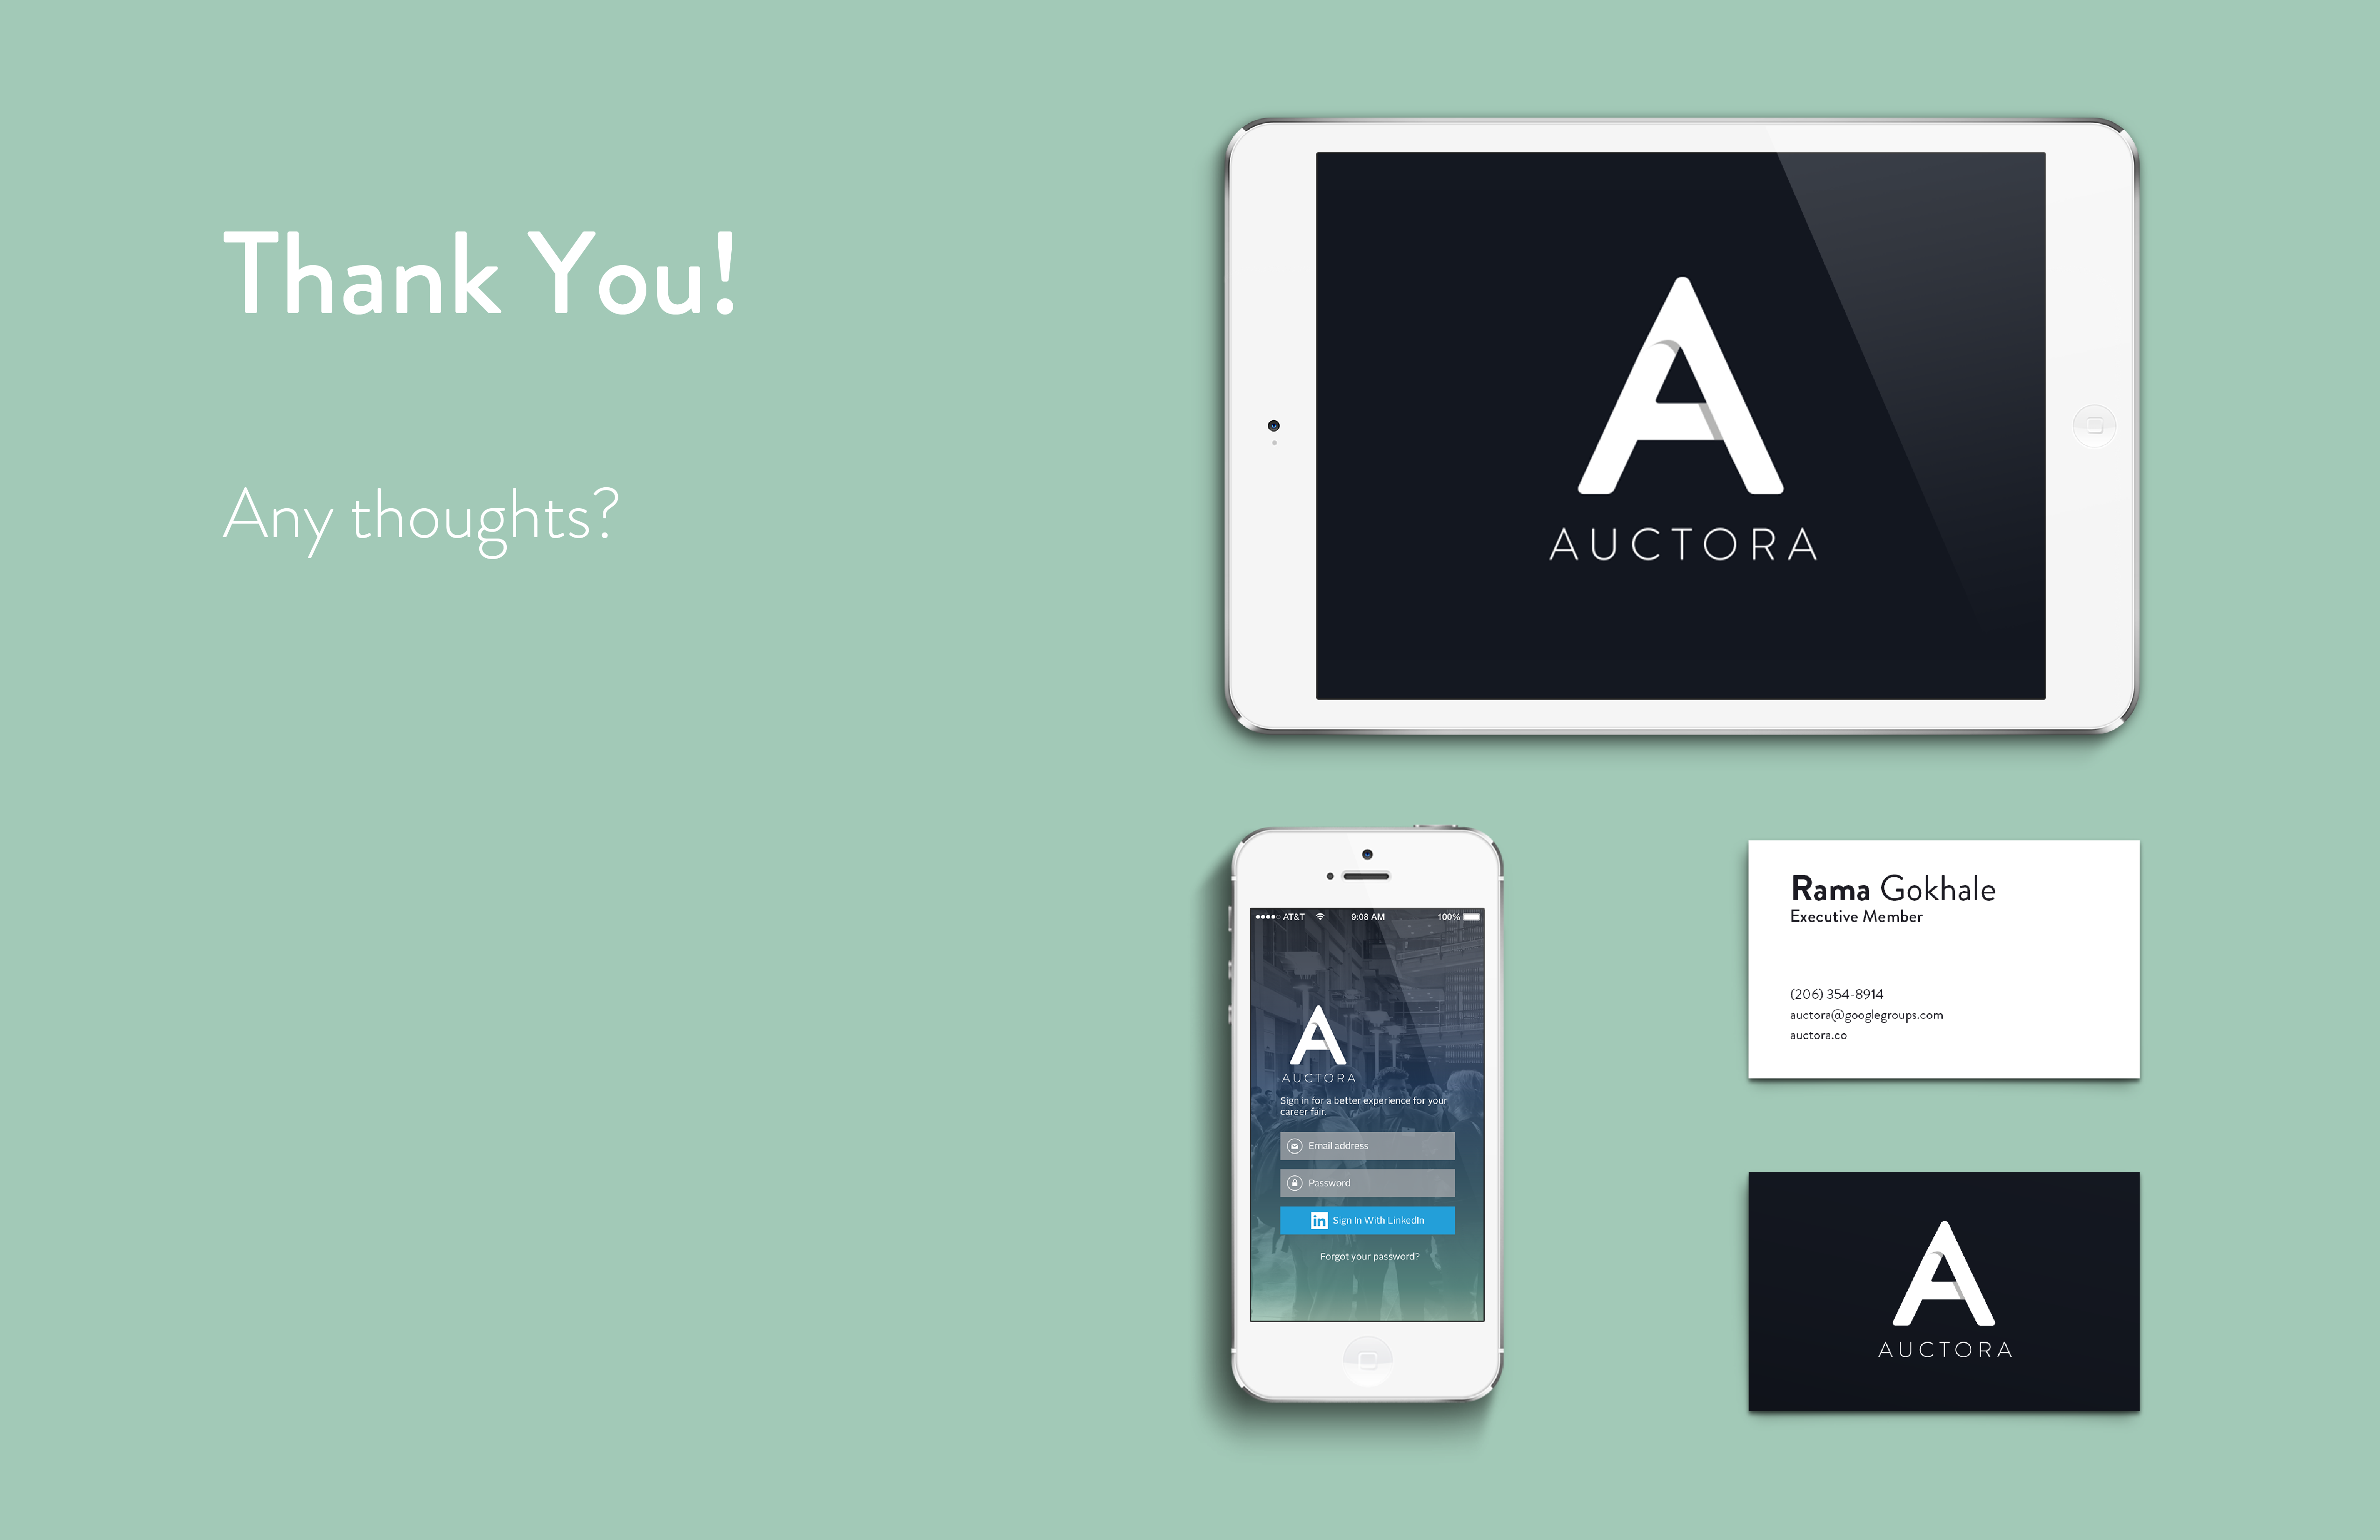 Thank You!
Any thoughts?
AUCTORA
AT&T 9:08 AM 100%
AUCTORA
Sign in for a better experience for your
career fair.
Email address
Password
in Sign In With LinkedIn
Forgot your password?
Rama Gokhale
Executive Member
(206) 354-8914
auctora@googlegroups.com
auctora.co
AUCTORA